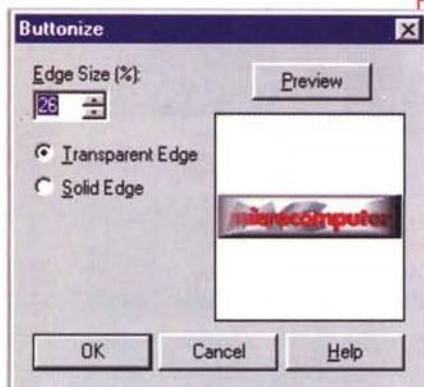 Buttonize
Edge Size (%):
26
Preview
Transparent Edge
Solid Edge
microcomputer
OK
Cancel
Help